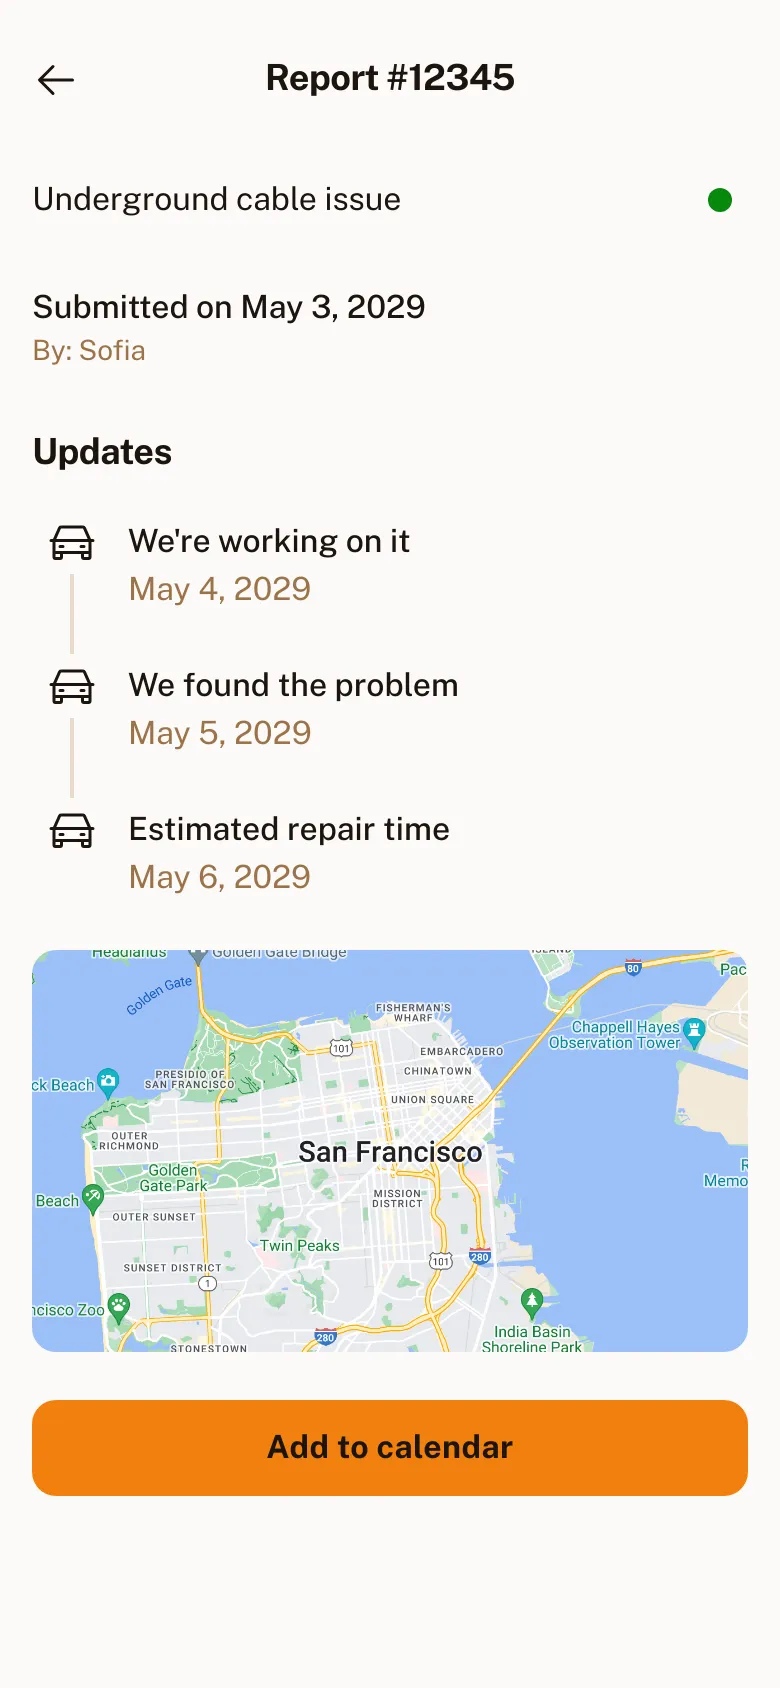 Report #12345
Underground cable issue
Submitted on May 3, 2029
By: Sofia
Updates
We're working on it
May 4, 2029
We found the problem
May 5, 2029
Estimated repair time
May 6, 2029
Headlands
Golden Gate Bridge
ISLAND
80
Pac
Golden Gate
FISHERMAN'S
WHARF
Chappell Hayes
Observation Tower
101
EMBARCADERO
CHINATOWN
PRESIDIO OF
SAN FRANCISCO
ck Beach
UNION SQUARE
OUTER
RICHMOND
San Francisco
Golden
Gate Park
R
Memo
Beach
MISSION
DISTRICT
OUTER SUNSET
Twin Peaks
SUNSET DISTRICT
101
280
1
ncisco Zoo
280
India Basin
Shoreline Park
STONESTOWN
Add to calendar